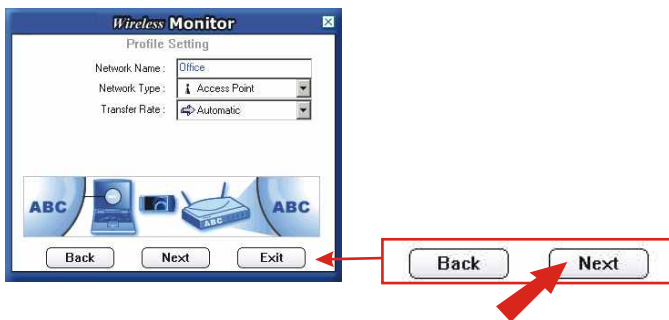 Wireless Monitor
Profile Setting
Network Name : Office
Network Type : Access Point
Transfer Rate : Automatic
ABC ABC ABC
Back Next Exit
Back Next